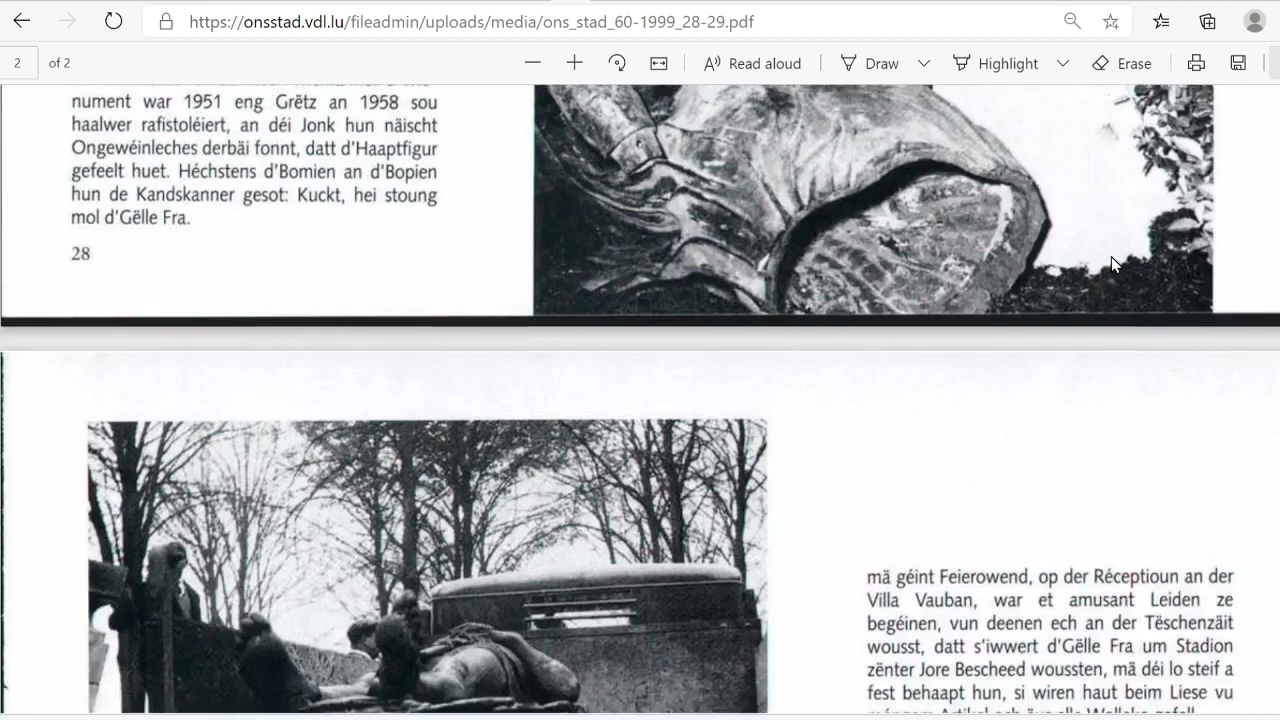 https://onsstad.vdl.lu/fileadmin/uploads/media/ons_stad_60-1999_28-29.pdf
2 of 2 Read aloud Draw Highlight Erase
nument war 1951 eng Grëtz an 1958 sou
haalwer rafistoléiert, an déi Jonk hun näischt
Ongewéinleches derbäi fonnt, datt d'Haaptfigur
gefeelt huet. Héchstens d'Bomien an d'Bopien
hun de Kandskanner gesot: Kuckt, hei stoung
mol d'Gëlle Fra.
28
mä géint Feierowend, op der Réceptioun an der
Villa Vauban, war et amusant Leiden ze
begéinen, vun deenen ech an der Tëschenzäit
wousst, datt s'iwwert d'Gëlle Fra um Stadion
zënter Jore Bescheed woussten, mä déi lo steif a
fest behaapt hun, si wiren haut beim Liese vu